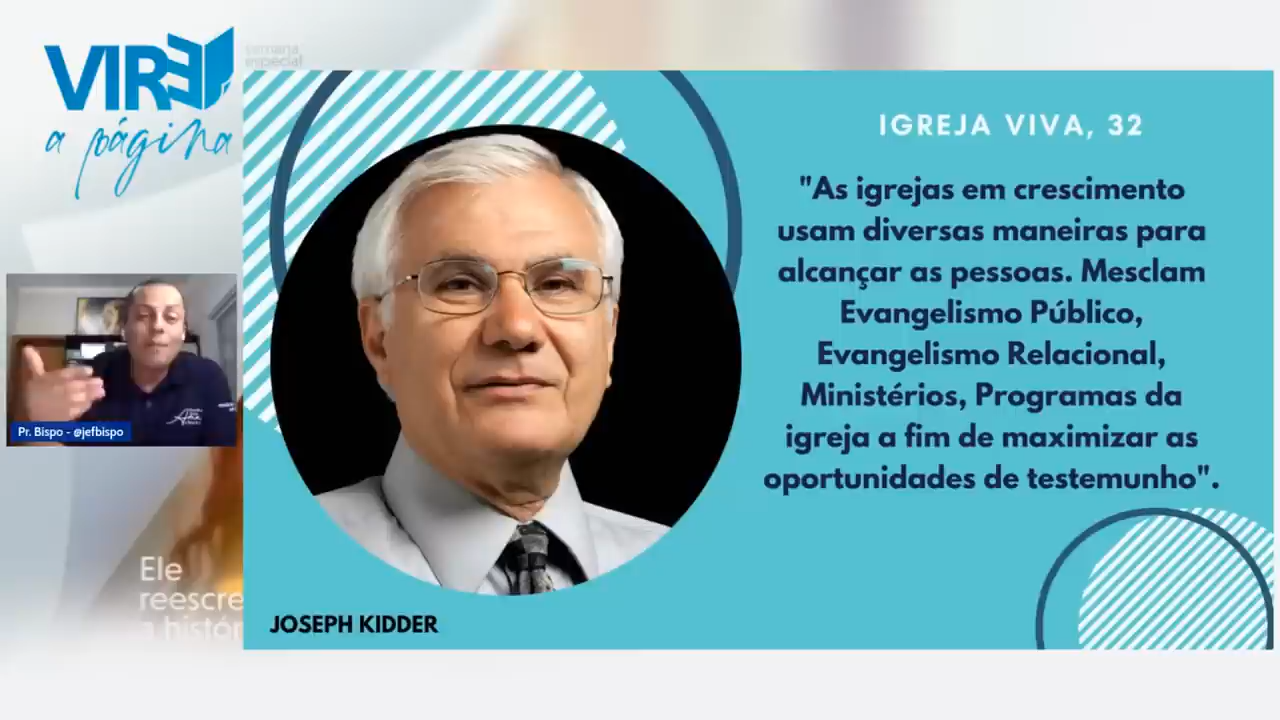 VIRE
a página
semana
especial
IGREJA VIVA, 32
"As igrejas em crescimento
usam diversas maneiras para
alcançar as pessoas. Mesclam
Evangelismo Público,
Evangelismo Relacional,
Ministérios, Programas da
igreja a fim de maximizar as
oportunidades de testemunho".
Pr. Bispo - @jefbispo
Ele
reescre
a histór
JOSEPH KIDDER